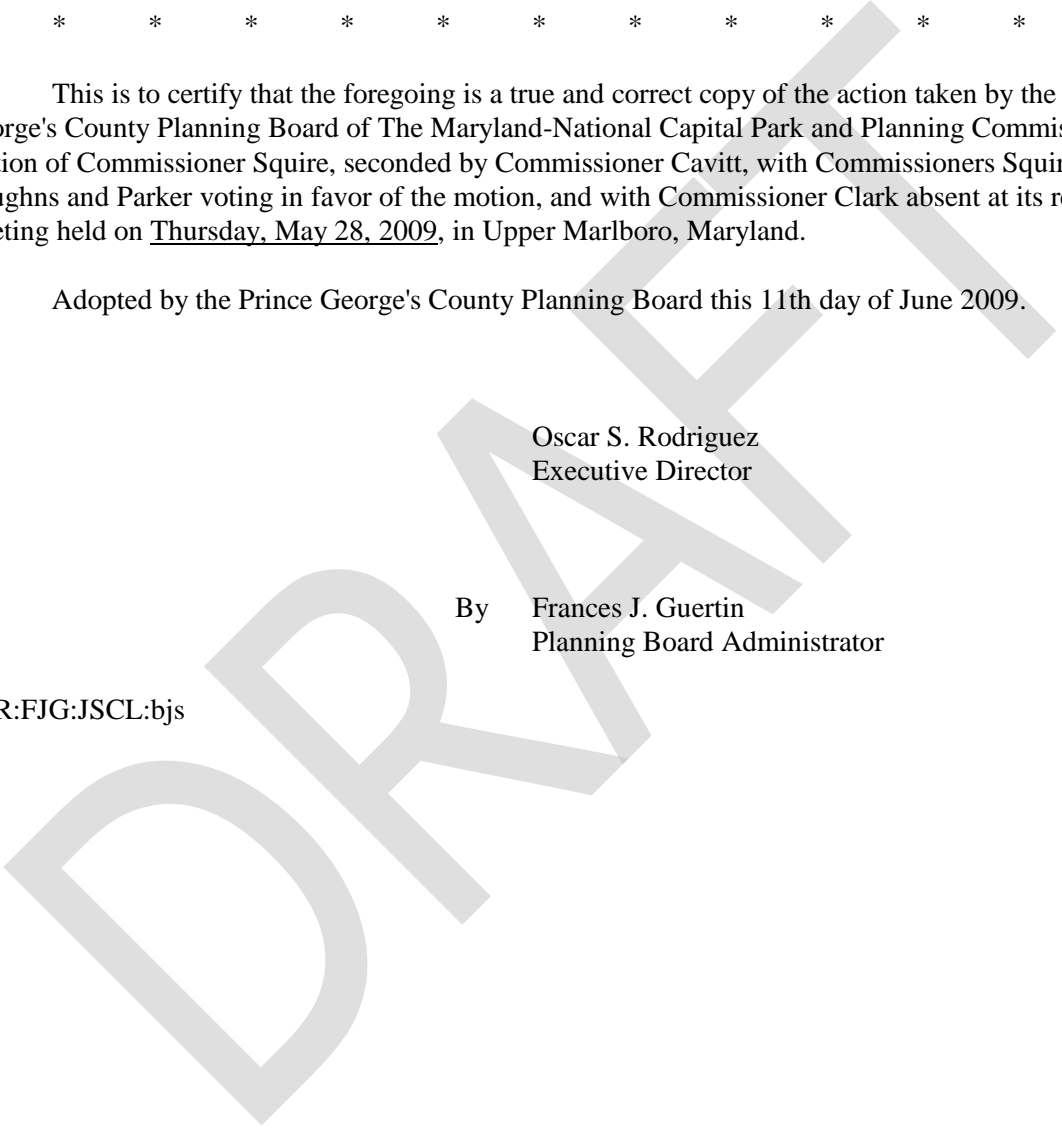 * * * * * * * * * * *
This is to certify that the foregoing is a true and correct copy of the action taken by the
orge's County Planning Board of The Maryland-National Capital Park and Planning Commis
tion of Commissioner Squire, seconded by Commissioner Cavitt, with Commissioners Squir
ughns and Parker voting in favor of the motion, and with Commissioner Clark absent at its re
eting held on Thursday, May 28, 2009, in Upper Marlboro, Maryland.
Adopted by the Prince George's County Planning Board this 11th day of June 2009.
Oscar S. Rodriguez
Executive Director
By Frances J. Guertin
Planning Board Administrator
R:FJG:JSCL:bjs
DRAFT